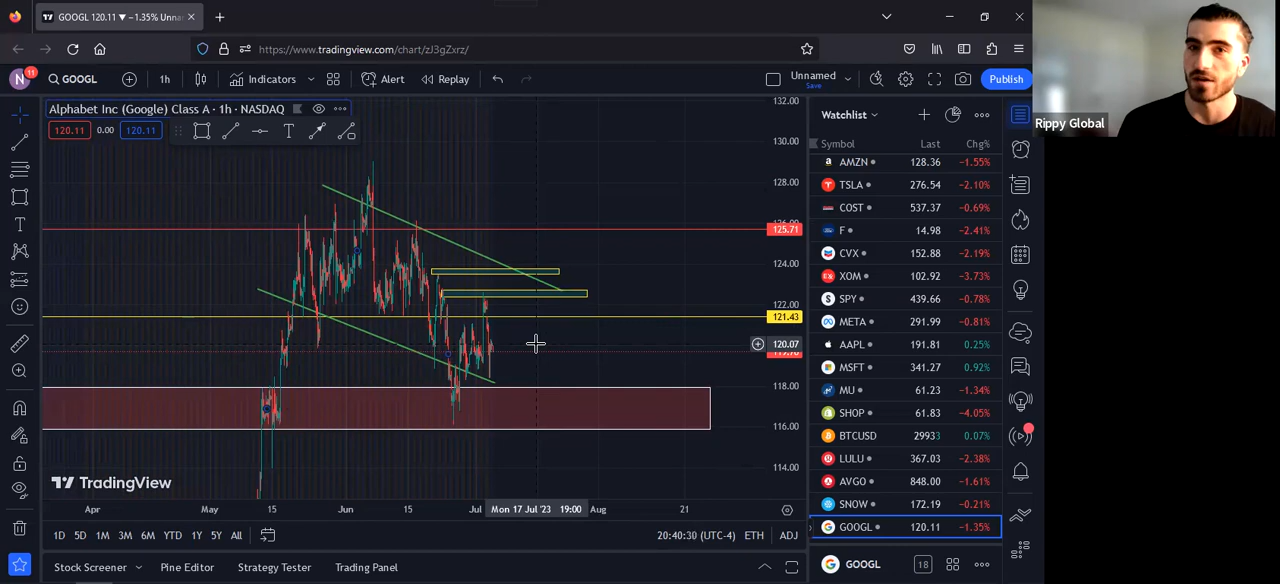 GOOGL 120.11 ▼ −1.35% Unna
https://www.tradingview.com/chart/zJ3gZxrz/
N 11 GOOGL 1h Indicators Alert Replay Unnamed Save Publish
Alphabet Inc (Google) Class A · 1h · NASDAQ
120.11 0.00 120.11
132.00
130.00
128.00
126.00
125.71
124.00
122.00
121.43
120.07
118.00
116.00
114.00
TradingView
Apr May 15 Jun 15 Jul Mon 17 Jul '23 19:00 Aug 21
1D 5D 1M 3M 6M YTD 1Y 5Y All 20:40:30 (UTC-4) ETH ADJ
Stock Screener Pine Editor Strategy Tester Trading Panel
Watchlist
Symbol Last Chg%
AMZN 128.36 −1.55%
TSLA 276.54 −2.10%
COST 537.37 −0.69%
F 14.98 −2.41%
CVX 152.88 −2.19%
XOM 102.92 −3.73%
SPY 439.66 −0.78%
META 291.99 −0.81%
AAPL 191.81 0.25%
MSFT 341.27 0.92%
MU 61.23 −1.34%
SHOP 61.83 −4.05%
BTCUSD 29933 0.07%
LULU 367.03 −2.38%
AVGO 848.00 −1.61%
SNOW 172.19 −0.21%
GOOGL 120.11 −1.35%
GOOGL 18
Rippy Global